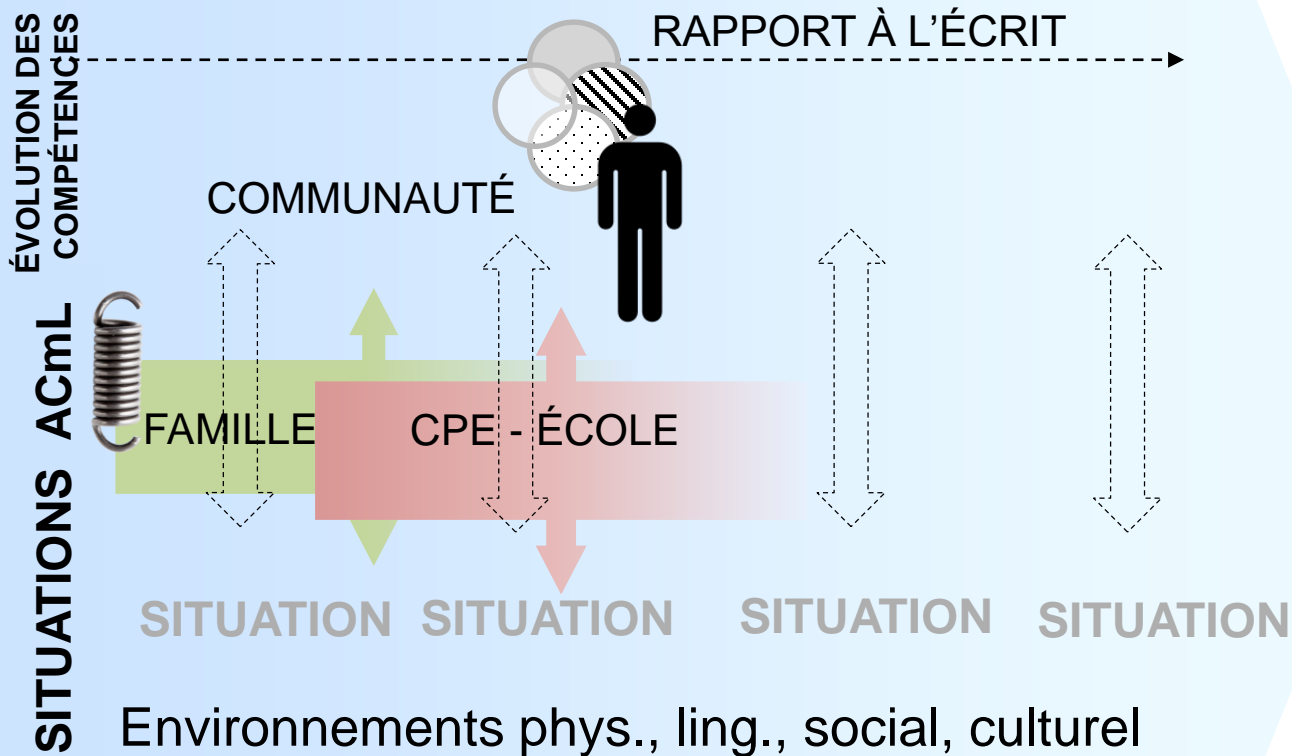 ÉVOLUTION DES
COMPÉTENCES
RAPPORT À L'ÉCRIT
COMMUNAUTÉ
SITUATIONS ACmL
FAMILLE
CPE - ÉCOLE
SITUATION
SITUATION
SITUATION
SITUATION
Environnements phys., ling., social, culturel